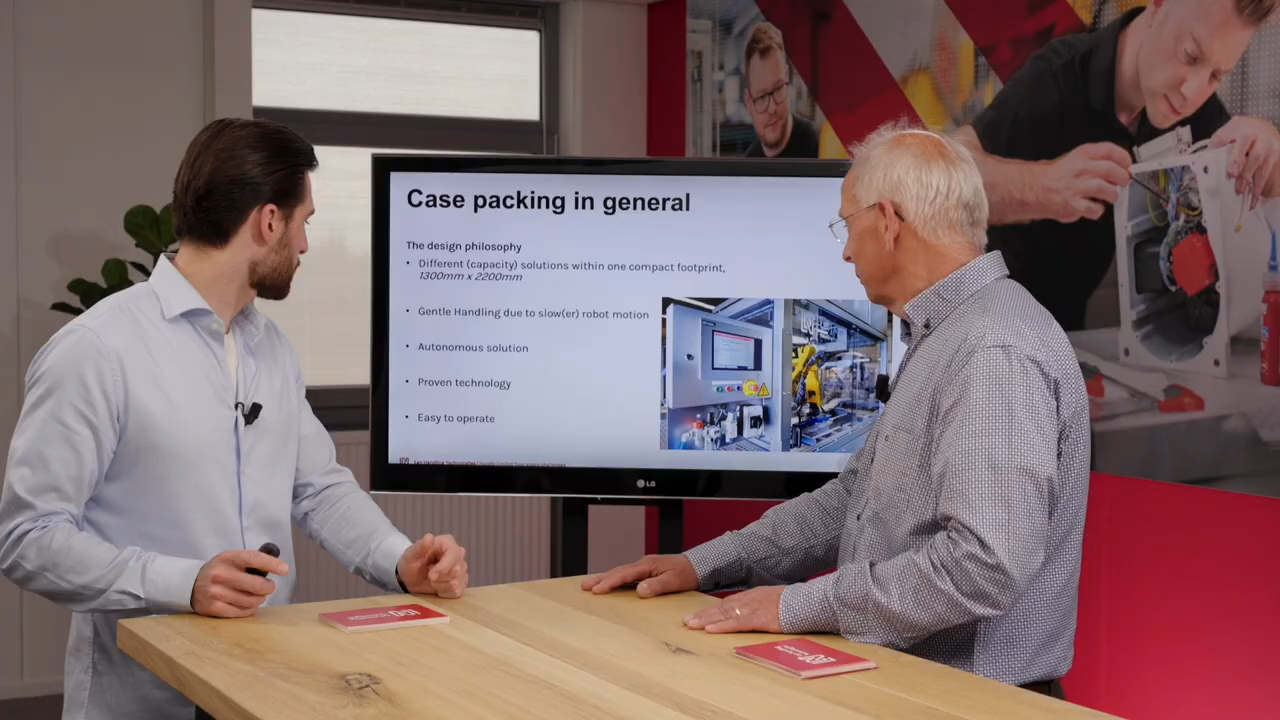 Case packing in general
The design philosophy
• Different (capacity) solutions within one compact footprint,
1300mm x 2200mm
• Gentle Handling due to slow(er) robot motion
• Autonomous solution
• Proven technology
• Easy to operate
LG